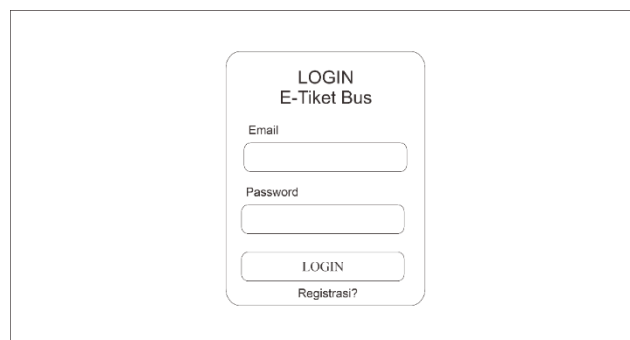 LOGIN
E-Tiket Bus
Email
Password
LOGIN
Registrasi?